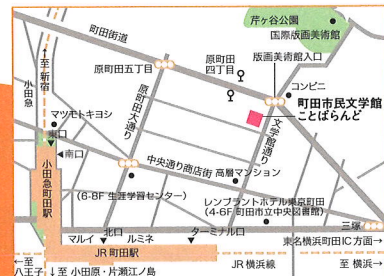 芹ヶ谷公園
国際版画美術館
町田街道
版画美術館入口
原町田
四丁目
原町田五丁目
コンビニ
町田市民文学館
ことばらんど
文学館通り
原町田大通り
小田急
↑至新宿
マツモトキヨシ
東口
南口
小田急町田駅
中央通り商店街
高層マンション
(6-8F 生涯学習センター)
レンブラントホテル東京町田
(4-6F 町田市立中央図書館)
三塚
東名横浜町田IC方面→
マルイ
北口
ルミネ
ターミナル口
JR 町田駅
JR横浜線
←至
八王子
↓至 小田原・片瀬江ノ島
至→
横浜